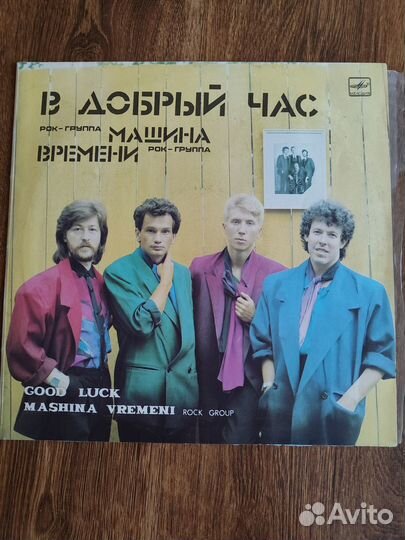 В ДОБРЫЙ ЧАС
РОК-ГРУППА МАШИНА
ВРЕМЕНИ РОК-ГРУППА
GOOD LUCK
MASHINA VREMENI ROCK GROUP
Avito